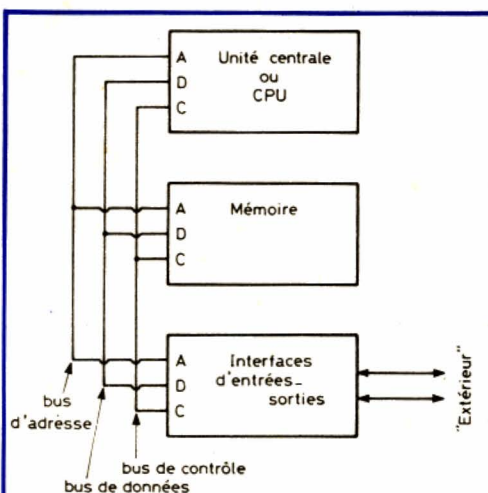 A
Unité centrale
D
ou
C
CPU
A
Mémoire
D
C
A
Interfaces
D
d'entrées_
C
sorties
"Extérieur"
bus
d'adresse
bus de contrôle
bus de données